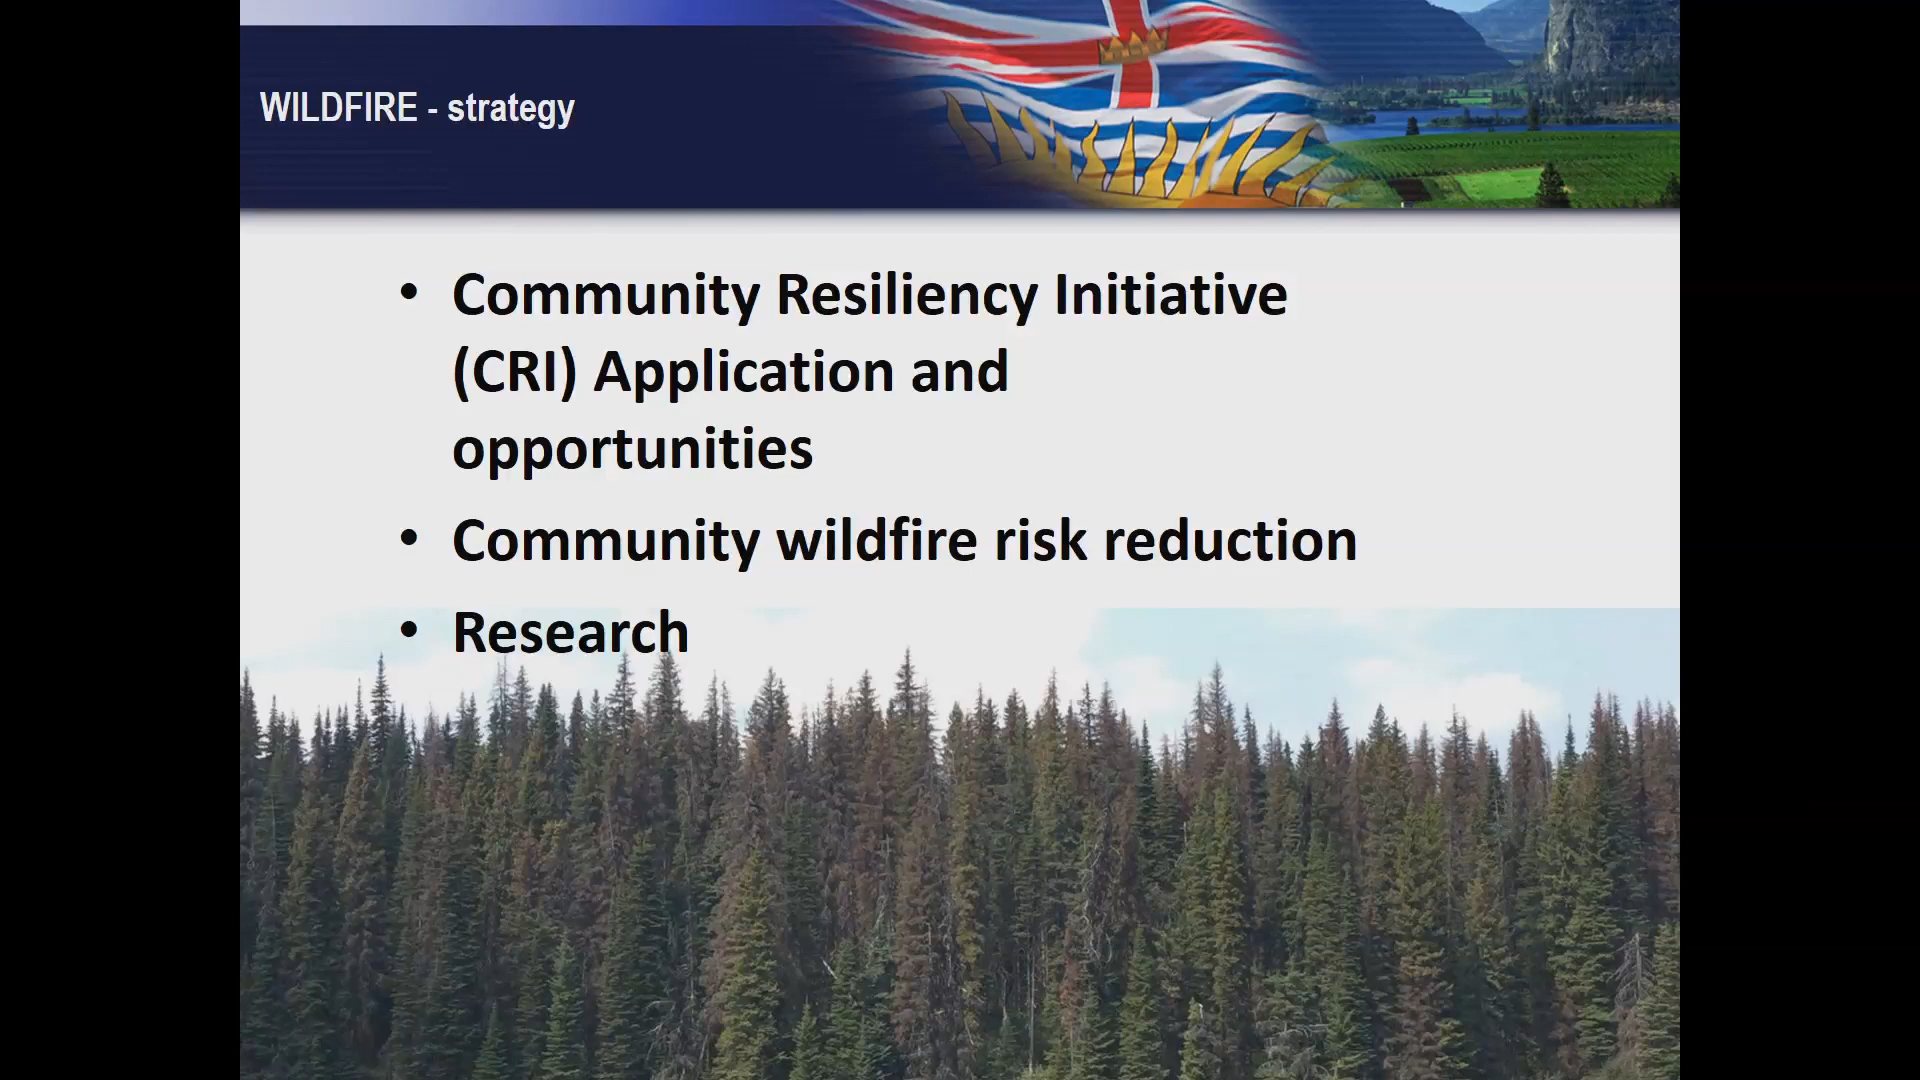 WILDFIRE - strategy
• Community Resiliency Initiative
(CRI) Application and
opportunities
• Community wildfire risk reduction
• Research